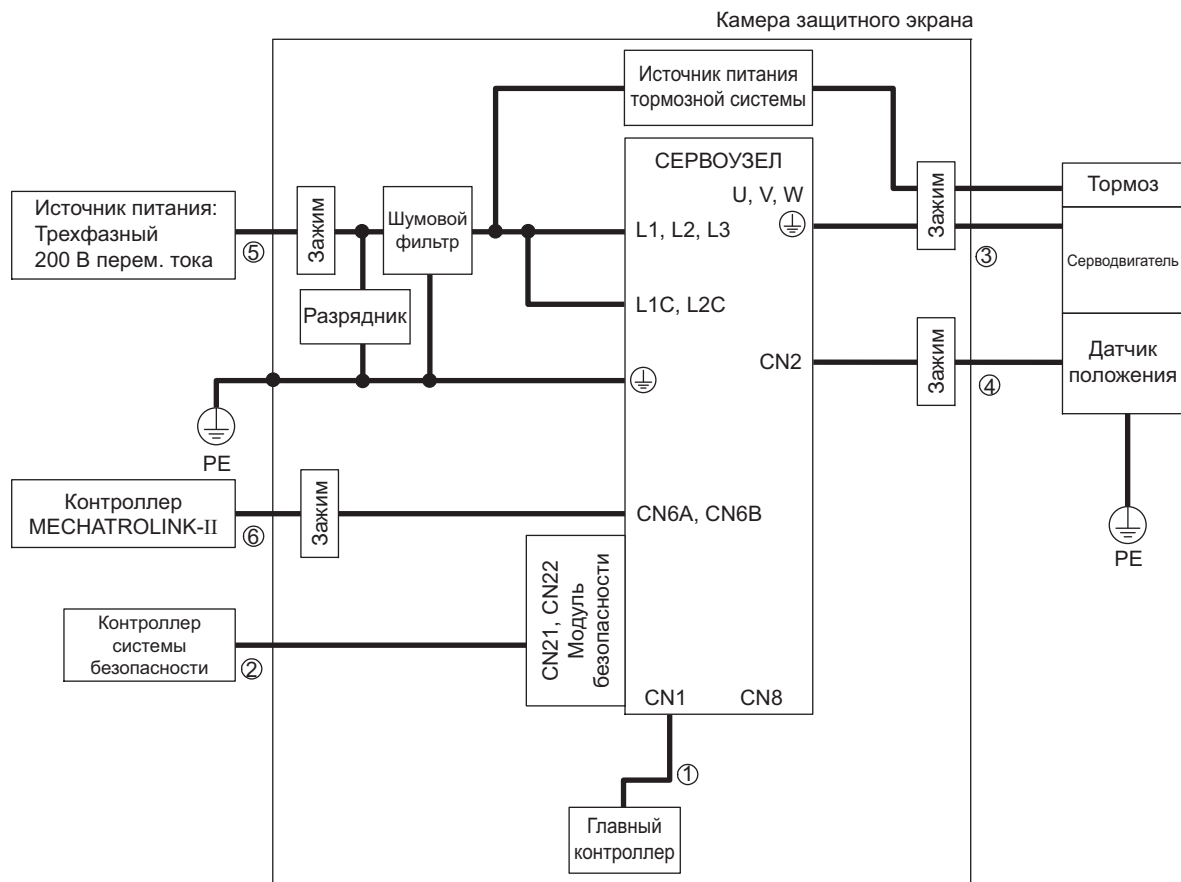 Камера защитного экрана
Источник питания
тормозной системы
СЕРВОУЗЕЛ
U, V, W
L1, L2, L3
L1C, L2C
CN2
CN6A, CN6B
CN1
CN8
Источник питания:
Трехфазный
200 В перем. тока
⑤
Зажим
Шумовой
фильтр
Разрядник
PE
Зажим
③
Тормоз
Серводвигатель
Зажим
④
Датчик
положения
PE
Контроллер
MECHATROLINK-II
⑥
Зажим
CN21, CN22
Модуль
безопасности
Контроллер
системы
безопасности
②
①
Главный
контроллер